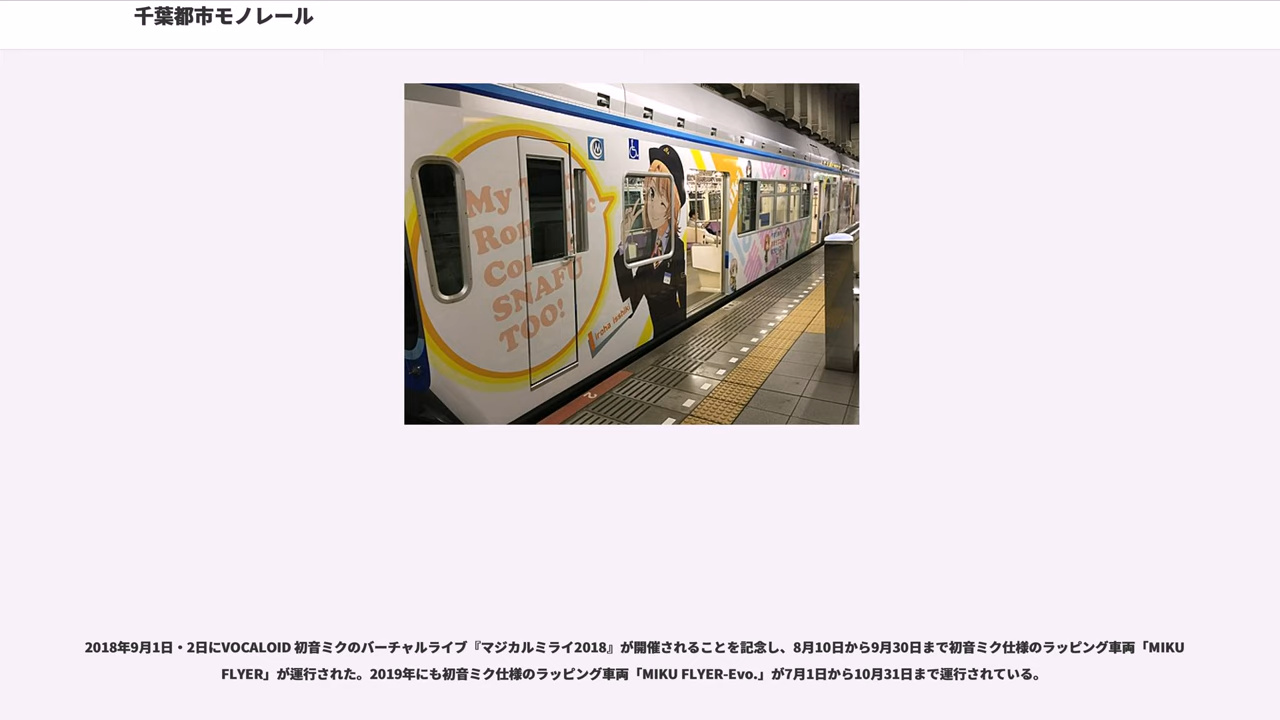 千葉都市モノレール
My
Rom
Com
SNAFU
TOO!
Iroha Isshiki
2018年9月1日・2日にVOCALOID 初音ミクのバーチャルライブ『マジカルミライ2018』が開催されることを記念し、8月10日から9月30日まで初音ミク仕様のラッピング車両「MIKU
FLYER」が運行された。2019年にも初音ミク仕様のラッピング車両「MIKU FLYER-Evo.」が7月1日から10月31日まで運行されている。